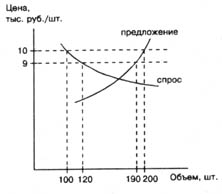 Цена,
тыс. руб./шт.
предложение
10
9
спрос
100 120 190 200 Объем, шт.